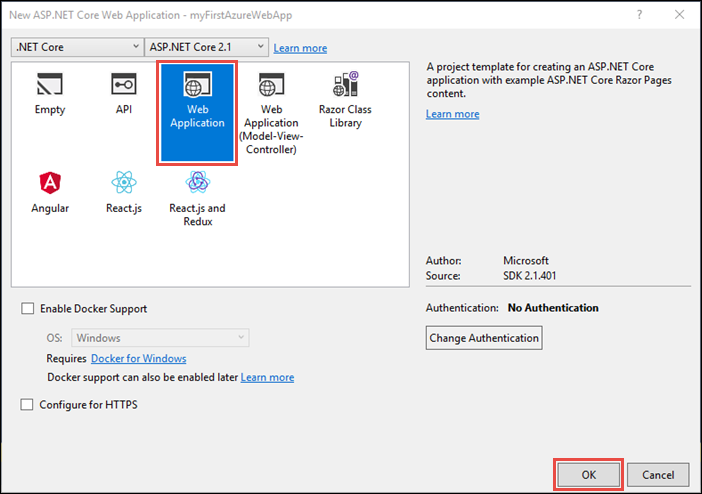 New ASP.NET Core Web Application - myFirstAzureWebApp
?
.NET Core
ASP.NET Core 2.1
Learn more
Empty
API
Web
Application
Web
Application
(Model-View-
Controller)
Razor Class
Library
Angular
React.js
React.js and
Redux
A project template for creating an ASP.NET Core
application with example ASP.NET Core Razor Pages
content.
Learn more
Author: Microsoft
Source: SDK 2.1.401
Authentication: No Authentication
Change Authentication
Enable Docker Support
OS: Windows
Requires Docker for Windows
Docker support can also be enabled later Learn more
Configure for HTTPS
OK
Cancel